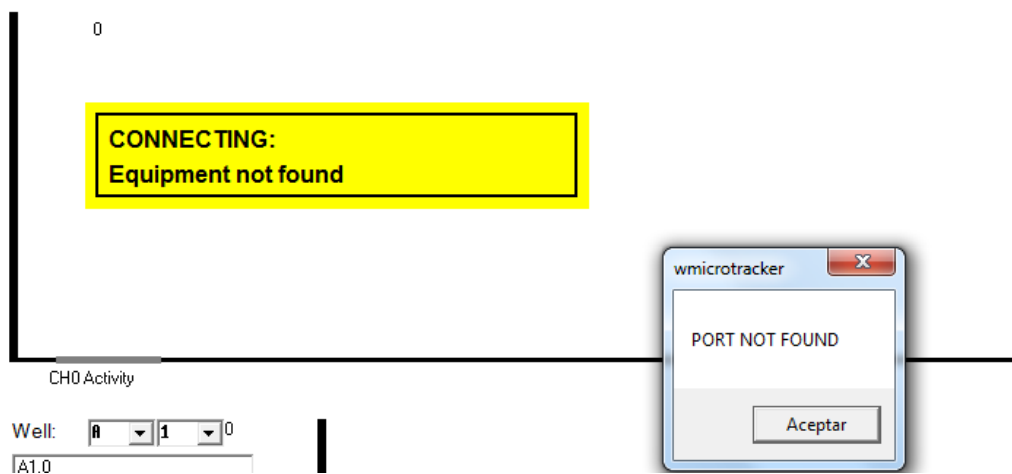 0
CONNECTING:
Equipment not found
wmicrotracker
PORT NOT FOUND
Aceptar
CH0 Activity
Well: A 1 0
A1.0